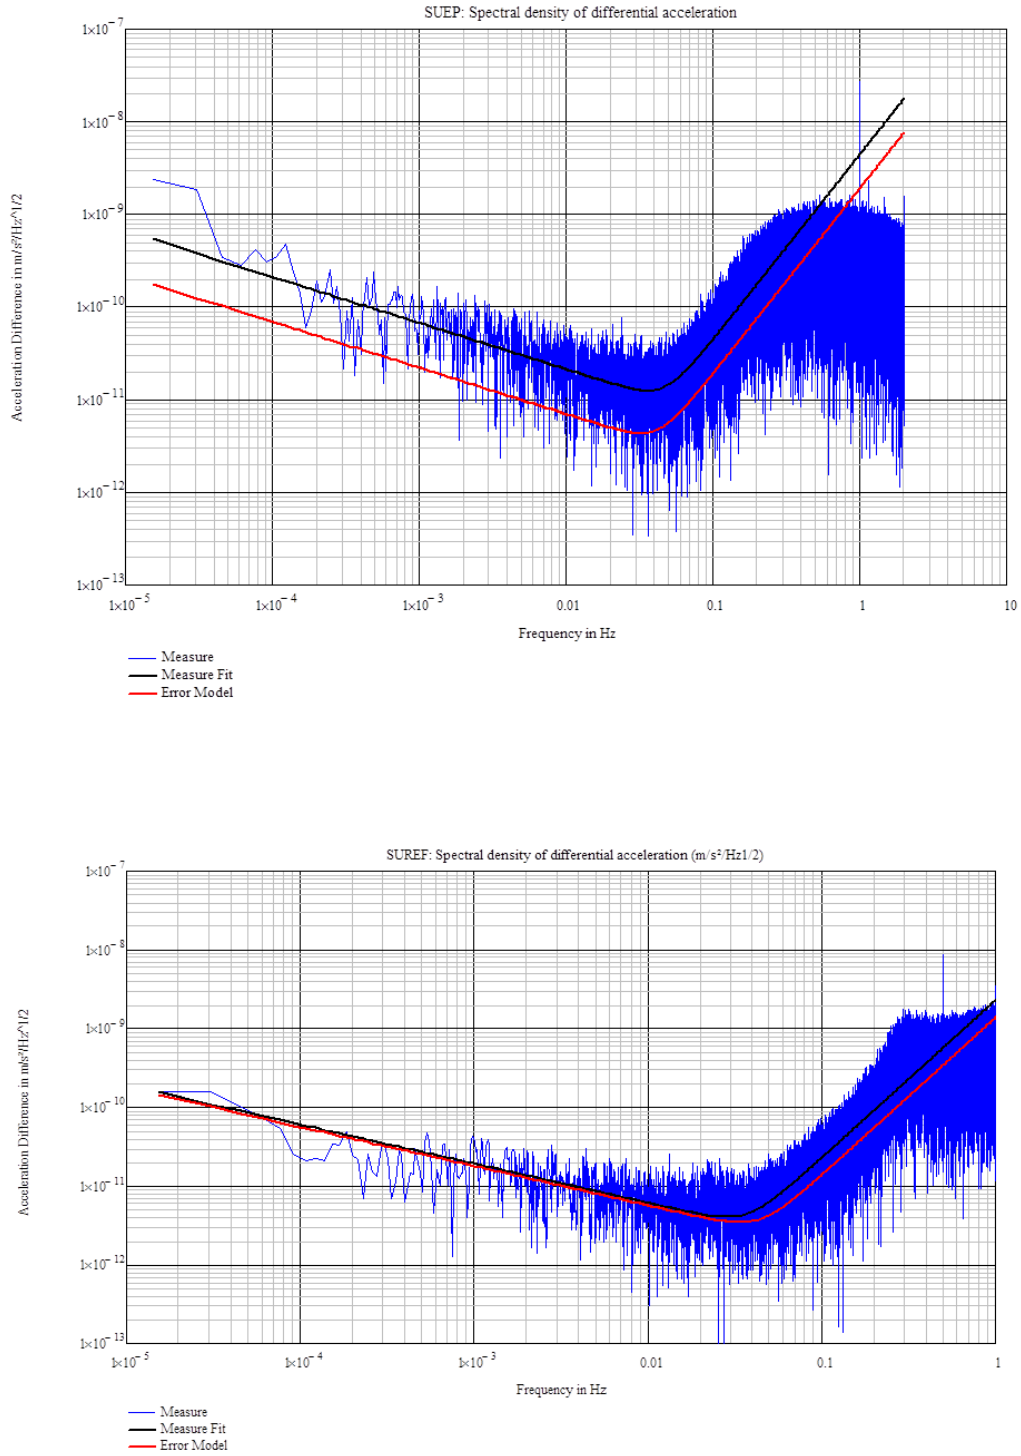 SUEP: Spectral density of differential acceleration
1×10⁻⁷
1×10⁻⁸
1×10⁻⁹
1×10⁻¹⁰
1×10⁻¹¹
1×10⁻¹²
1×10⁻¹³
Acceleration Difference in m/s²/Hz^1/2
1×10⁻⁵ 1×10⁻⁴ 1×10⁻³ 0.01 0.1 1 10
Frequency in Hz
Measure
Measure Fit
Error Model
SUREF: Spectral density of differential acceleration (m/s²/Hz1/2)
1×10⁻⁷
1×10⁻⁸
1×10⁻⁹
1×10⁻¹⁰
1×10⁻¹¹
1×10⁻¹²
1×10⁻¹³
Acceleration Difference in m/s²/Hz^1/2
1×10⁻⁵ 1×10⁻⁴ 1×10⁻³ 0.01 0.1 1
Frequency in Hz
Measure
Measure Fit
Error Model